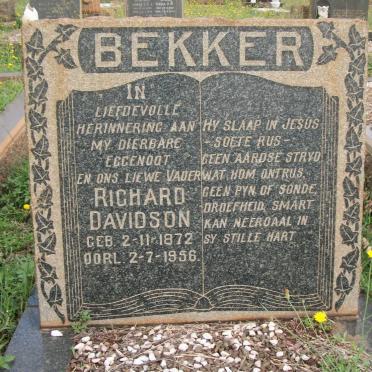 BEKKER
IN
LIEFDEVOLLE
HERINNERING AAN
MY DIERBARE
EGGENOOT
EN ONS LIEWE VADER
RICHARD
DAVIDSON
GEB. 2-11-1872
OORL. 2-7-1956.
HY SLAAP IN JESUS
SOETE RUS-
GEEN AARDSE STRYD
WAT HOM ONTRUS,
GEEN PYN OF SONDE,
DROEFHEID, SMART
KAN NEERDAAL IN
SY STILLE HART.